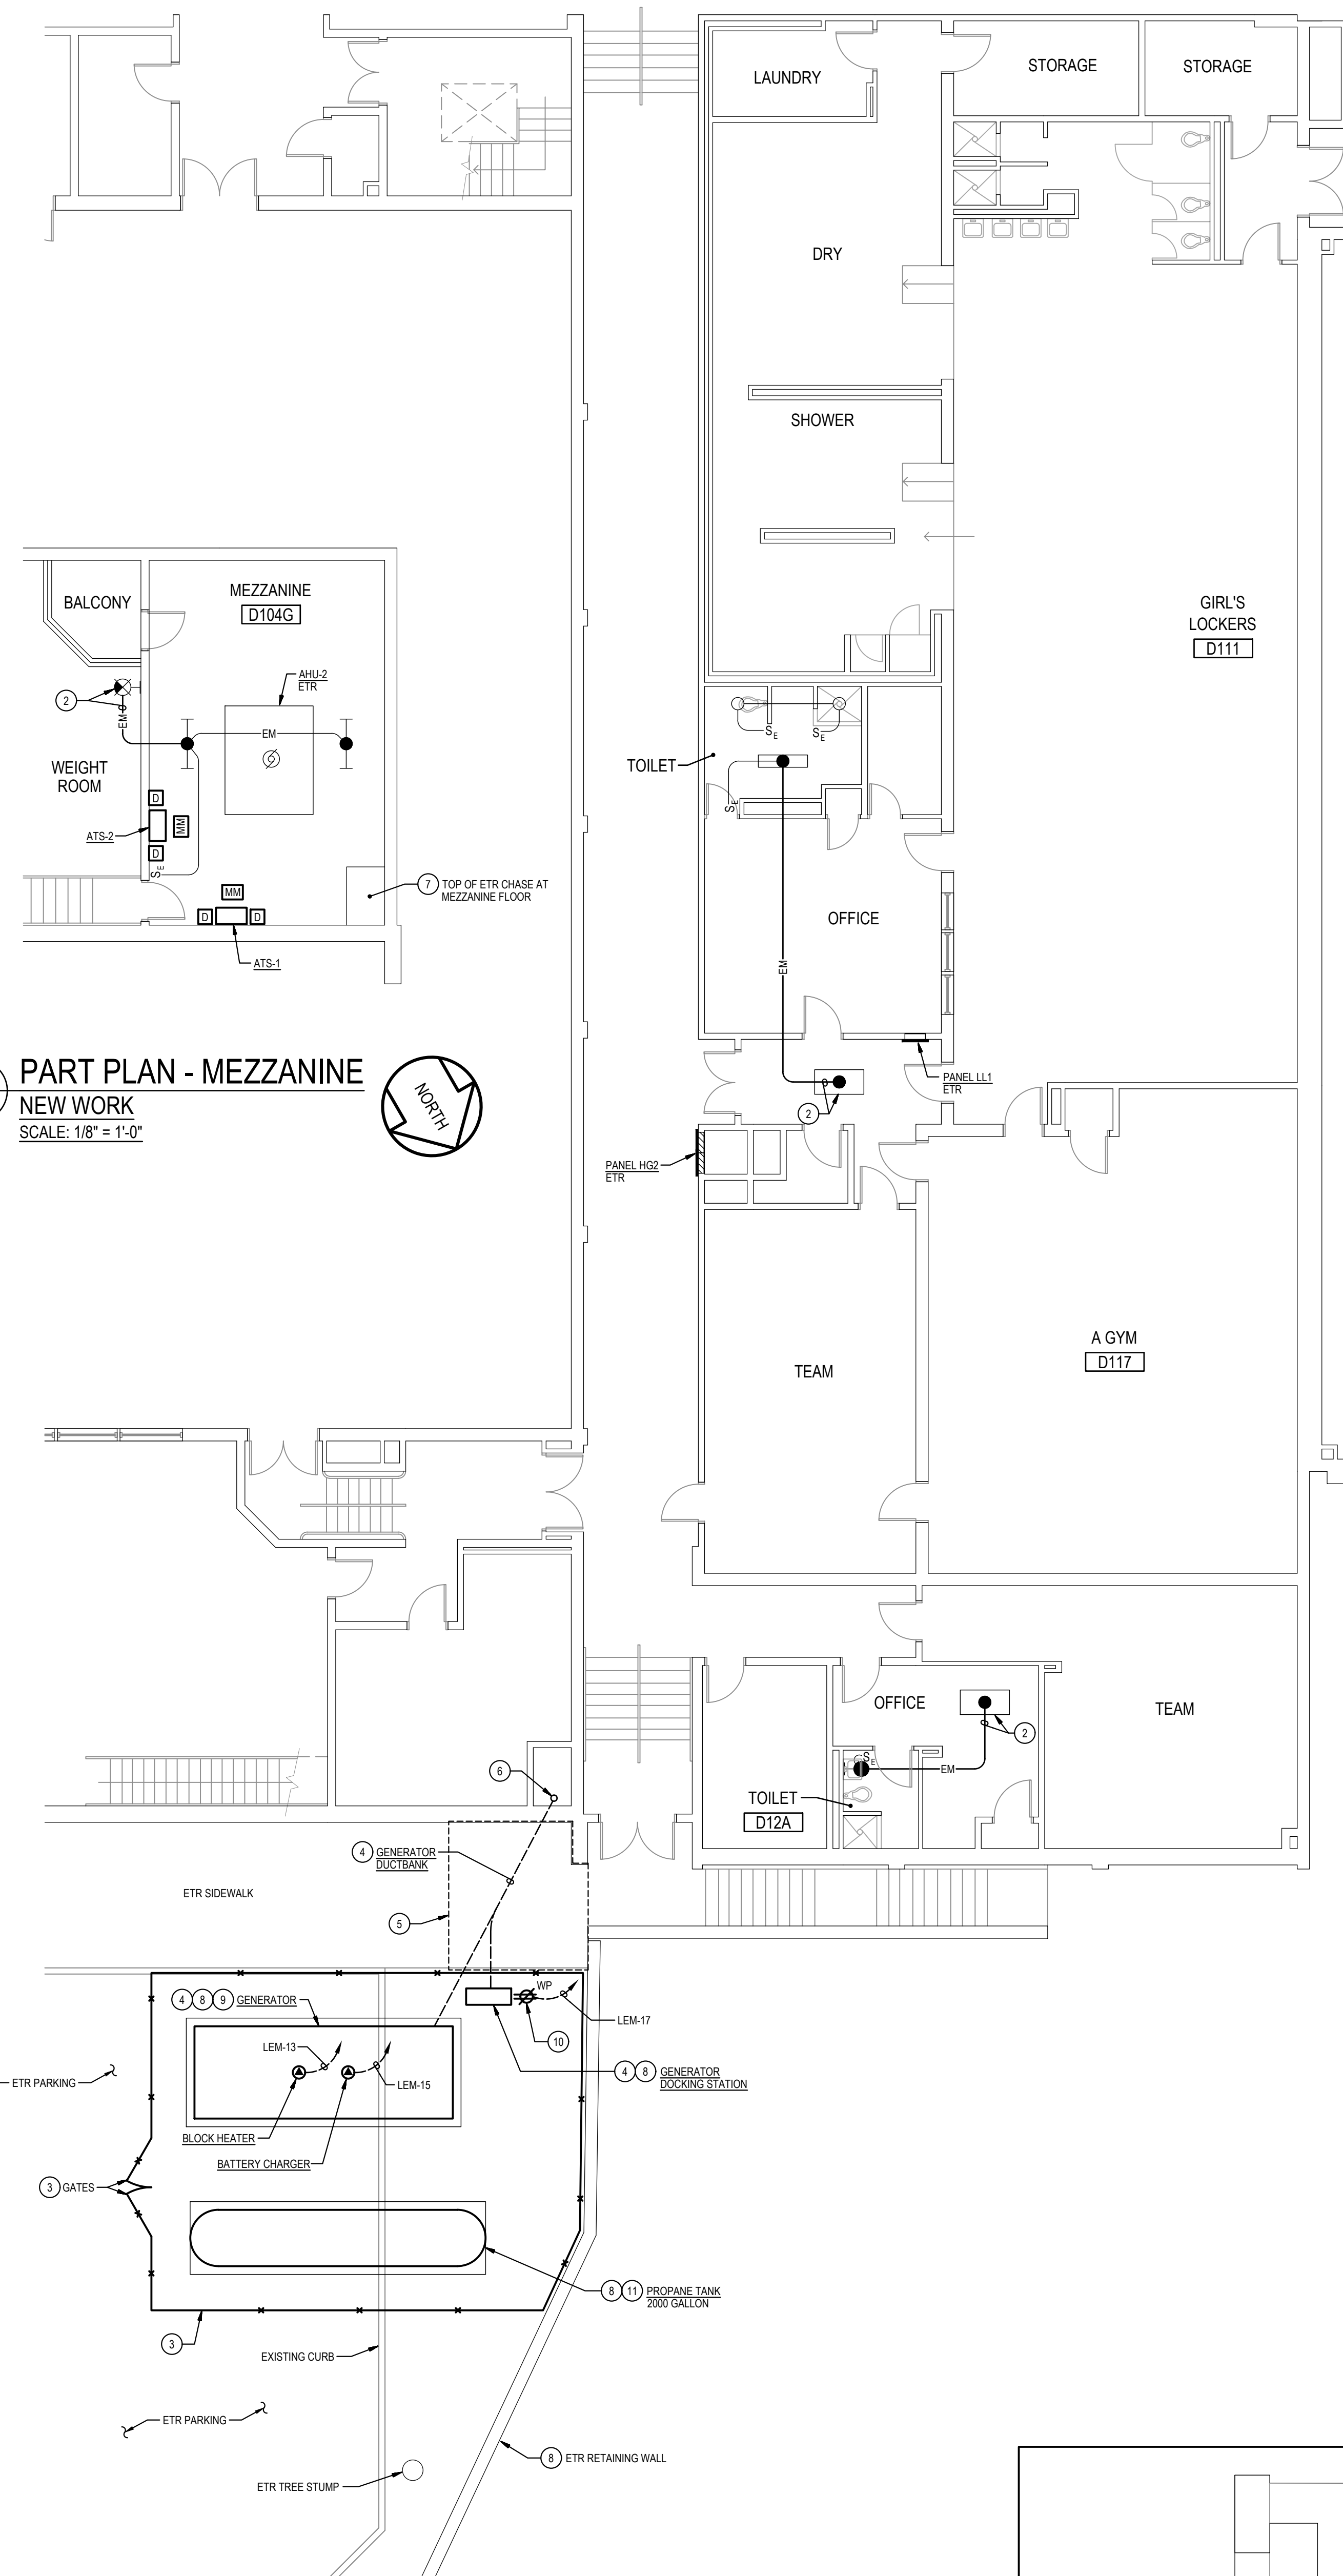 LAUNDRY
STORAGE
STORAGE
DRY
SHOWER
GIRL'S
LOCKERS
D111
BALCONY
MEZZANINE
D104G
AHU-2
ETR
2
EM
EM
WEIGHT
ROOM
D
MM
ATS-2
D
S E
MM
D
D
ATS-1
7 TOP OF ETR CHASE AT
MEZZANINE FLOOR
S E
S E
TOILET
S E
OFFICE
EM
PANEL LL1
ETR
2
PANEL HG2
ETR
PART PLAN - MEZZANINE
NEW WORK
SCALE: 1/8" = 1'-0"
NORTH
A GYM
D117
TEAM
OFFICE
TEAM
2
S E
EM
TOILET
D12A
6
4 GENERATOR
DUCTBANK
ETR SIDEWALK
5
4 8 9 GENERATOR
WP
LEM-17
10
LEM-13
LEM-15
4 8 GENERATOR
DOCKING STATION
ETR PARKING
BLOCK HEATER
BATTERY CHARGER
3 GATES
8 11 PROPANE TANK
2000 GALLON
3
EXISTING CURB
ETR PARKING
8 ETR RETAINING WALL
ETR TREE STUMP